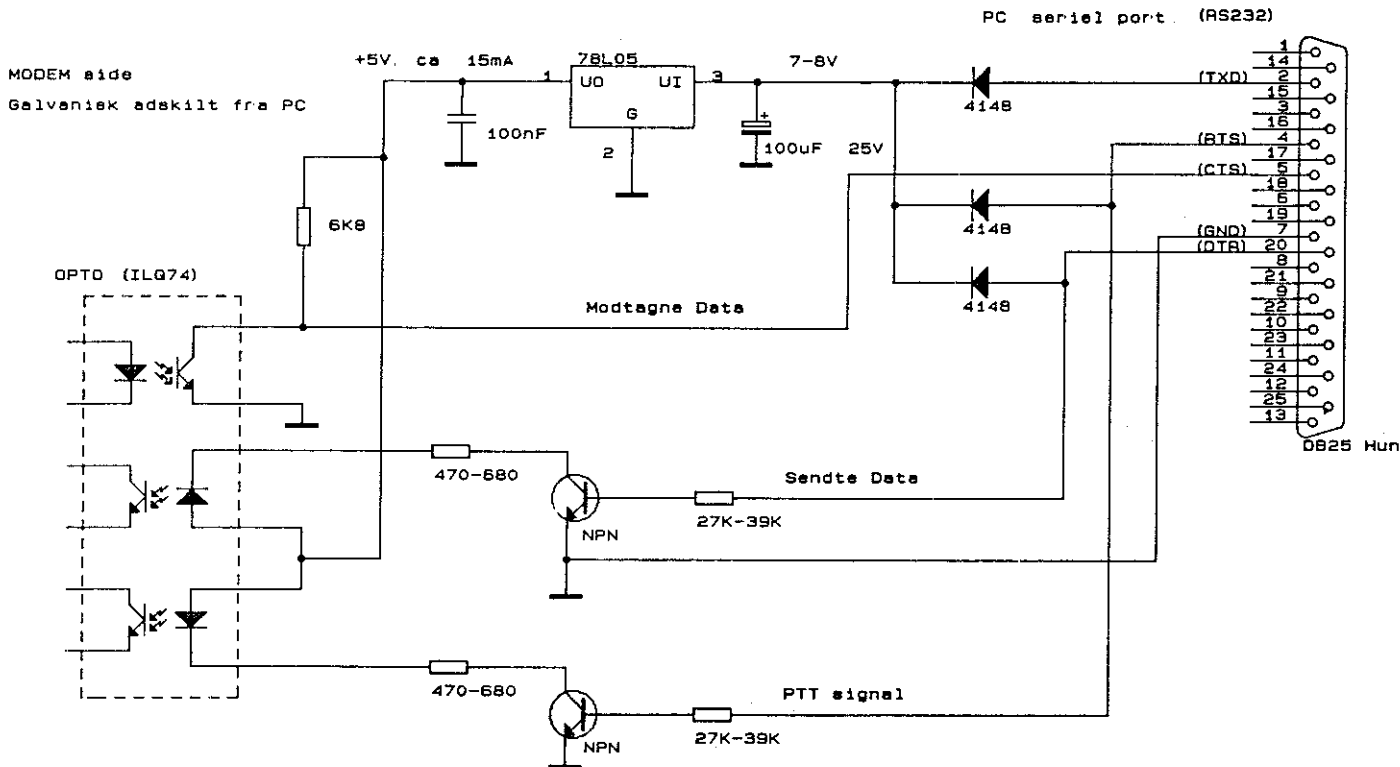 PC seriel port (RS232)
MODEM side
Galvanisk adskilt fra PC
+5V. ca 15mA
1
78L05
UO UI
G
2
3
7-8V
100nF
100uF 25V
+
4148
4148
4148
6K8
OPTO (ILQ74)
Modtagne Data
470-680
NPN
Sendte Data
27K-39K
470-680
NPN
PTT signal
27K-39K
1
14
(TXD) 2
15
3
16
(RTS) 4
17
(CTS) 5
18
6
19
(GND) 7
(DTR) 20
8
21
9
22
10
23
11
24
12
25
13
DB25 Hun